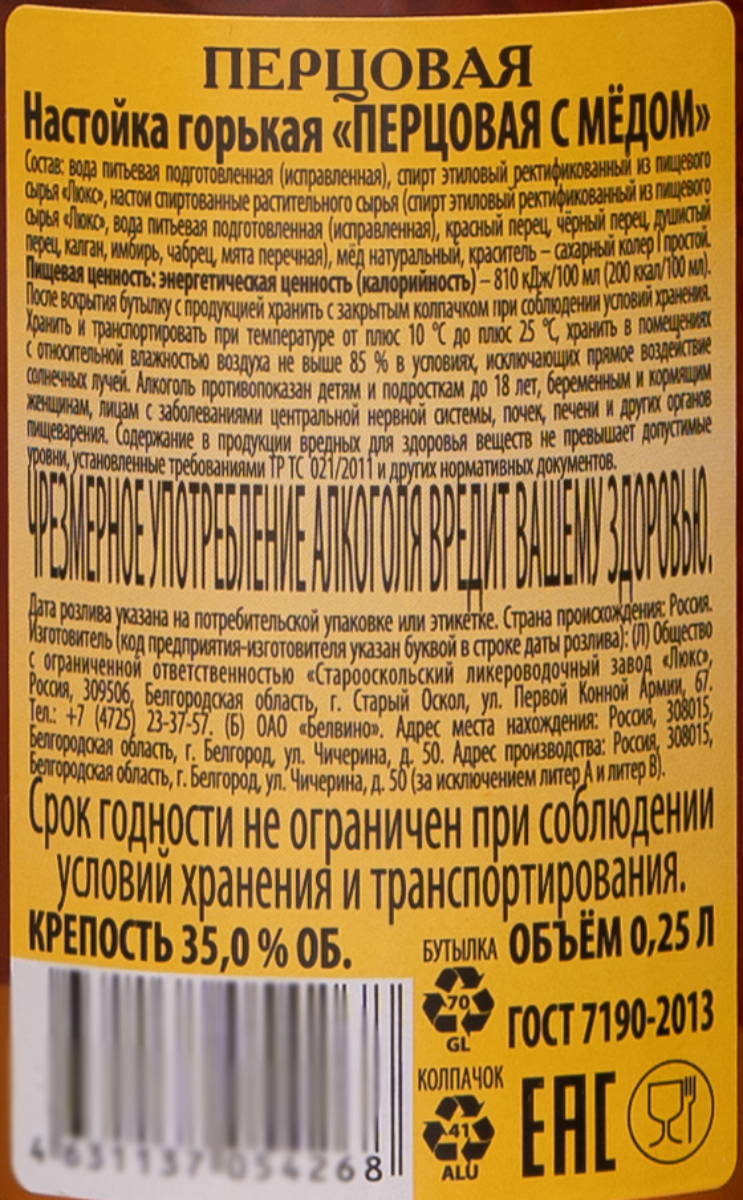 ПЕРЦОВАЯ
Настойка горькая «ПЕРЦОВАЯ С МЁДОМ»
Состав: вода питьевая подготовленная (исправленная), спирт этиловый ректификованный из пищевого
сырья «Люкс», настои спиртованные растительного сырья (спирт этиловый ректификованный из пищевого
сырья «Люкс», вода питьевая подготовленная (исправленная), красный перец, чёрный перец, душистый
перец, калган, имбирь, чабрец, мята перечная), мёд натуральный, краситель – сахарный колер I простой.
Пищевая ценность: энергетическая ценность (калорийность) – 810 кДж/100 мл (200 ккал/100 мл).
После вскрытия бутылку с продукцией хранить с закрытым колпачком при соблюдении условий хранения.
Хранить и транспортировать при температуре от плюс 10 °С до плюс 25 °С, хранить в помещениях
с относительной влажностью воздуха не выше 85 % в условиях, исключающих прямое воздействие
солнечных лучей. Алкоголь противопоказан детям и подросткам до 18 лет, беременным и кормящим
женщинам, лицам с заболеваниями центральной нервной системы, почек, печени и других органов
пищеварения. Содержание в продукции вредных для здоровья веществ не превышает допустимые
уровни, установленные требованиями ТР ТС 021/2011 и других нормативных документов.
ЧРЕЗМЕРНОЕ УПОТРЕБЛЕНИЕ АЛКОГОЛЯ ВРЕДИТ ВАШЕМУ ЗДОРОВЬЮ.
Дата розлива указана на потребительской упаковке или этикетке. Страна происхождения: Россия.
Изготовитель (код предприятия-изготовителя указан буквой в строке даты розлива): (Л) Общество
с ограниченной ответственностью «Старооскольский ликероводочный завод «Люкс»,
Россия, 309506, Белгородская область, г. Старый Оскол, ул. Первой Конной Армии, 67.
Тел.: +7 (4725) 23-37-57. (Б) ОАО «Белвино». Адрес места нахождения: Россия, 308015,
Белгородская область, г. Белгород, ул. Чичерина, д. 50. Адрес производства: Россия, 308015,
Белгородская область, г. Белгород, ул. Чичерина, д. 50 (за исключением литер А и литер В).
Срок годности не ограничен при соблюдении
условий хранения и транспортирования.
КРЕПОСТЬ 35,0 % ОБ.
БУТЫЛКА ОБЪЁМ 0,25 Л
70
GL
ГОСТ 7190-2013
КОЛПАЧОК
41
ALU
EAC
4 631137 054268